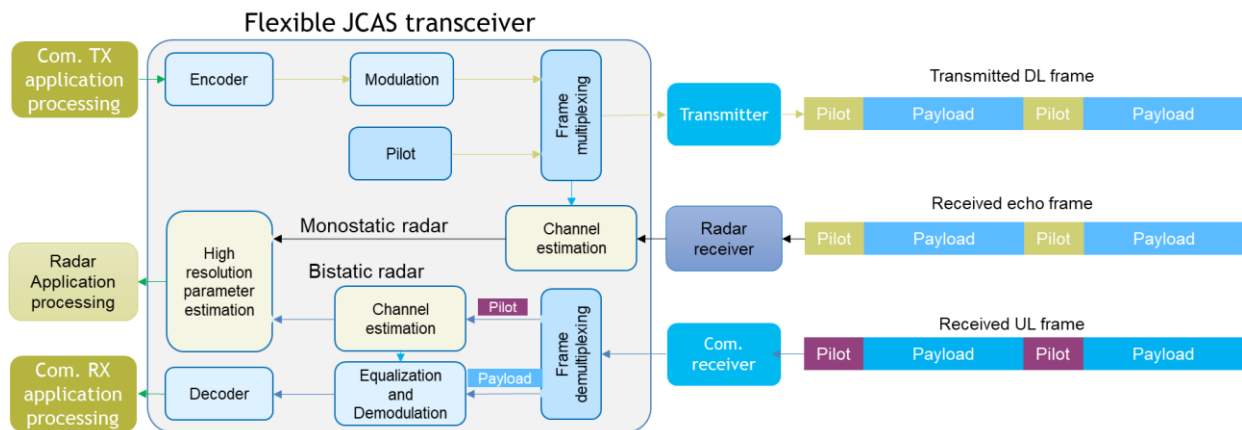 Flexible JCAS transceiver
Com. TX
application
processing
Encoder
Modulation
Pilot
Frame
multiplexing
Transmitter
Transmitted DL frame
Pilot Payload Pilot Payload
Monostatic radar
Channel
estimation
Radar
receiver
Received echo frame
Pilot Payload Pilot Payload
Radar
Application
processing
High
resolution
parameter
estimation
Bistatic radar
Channel
estimation
Pilot
Frame
demultiplexing
Com.
receiver
Received UL frame
Pilot Payload Pilot Payload
Com. RX
application
processing
Decoder
Equalization
and
Demodulation
Payload